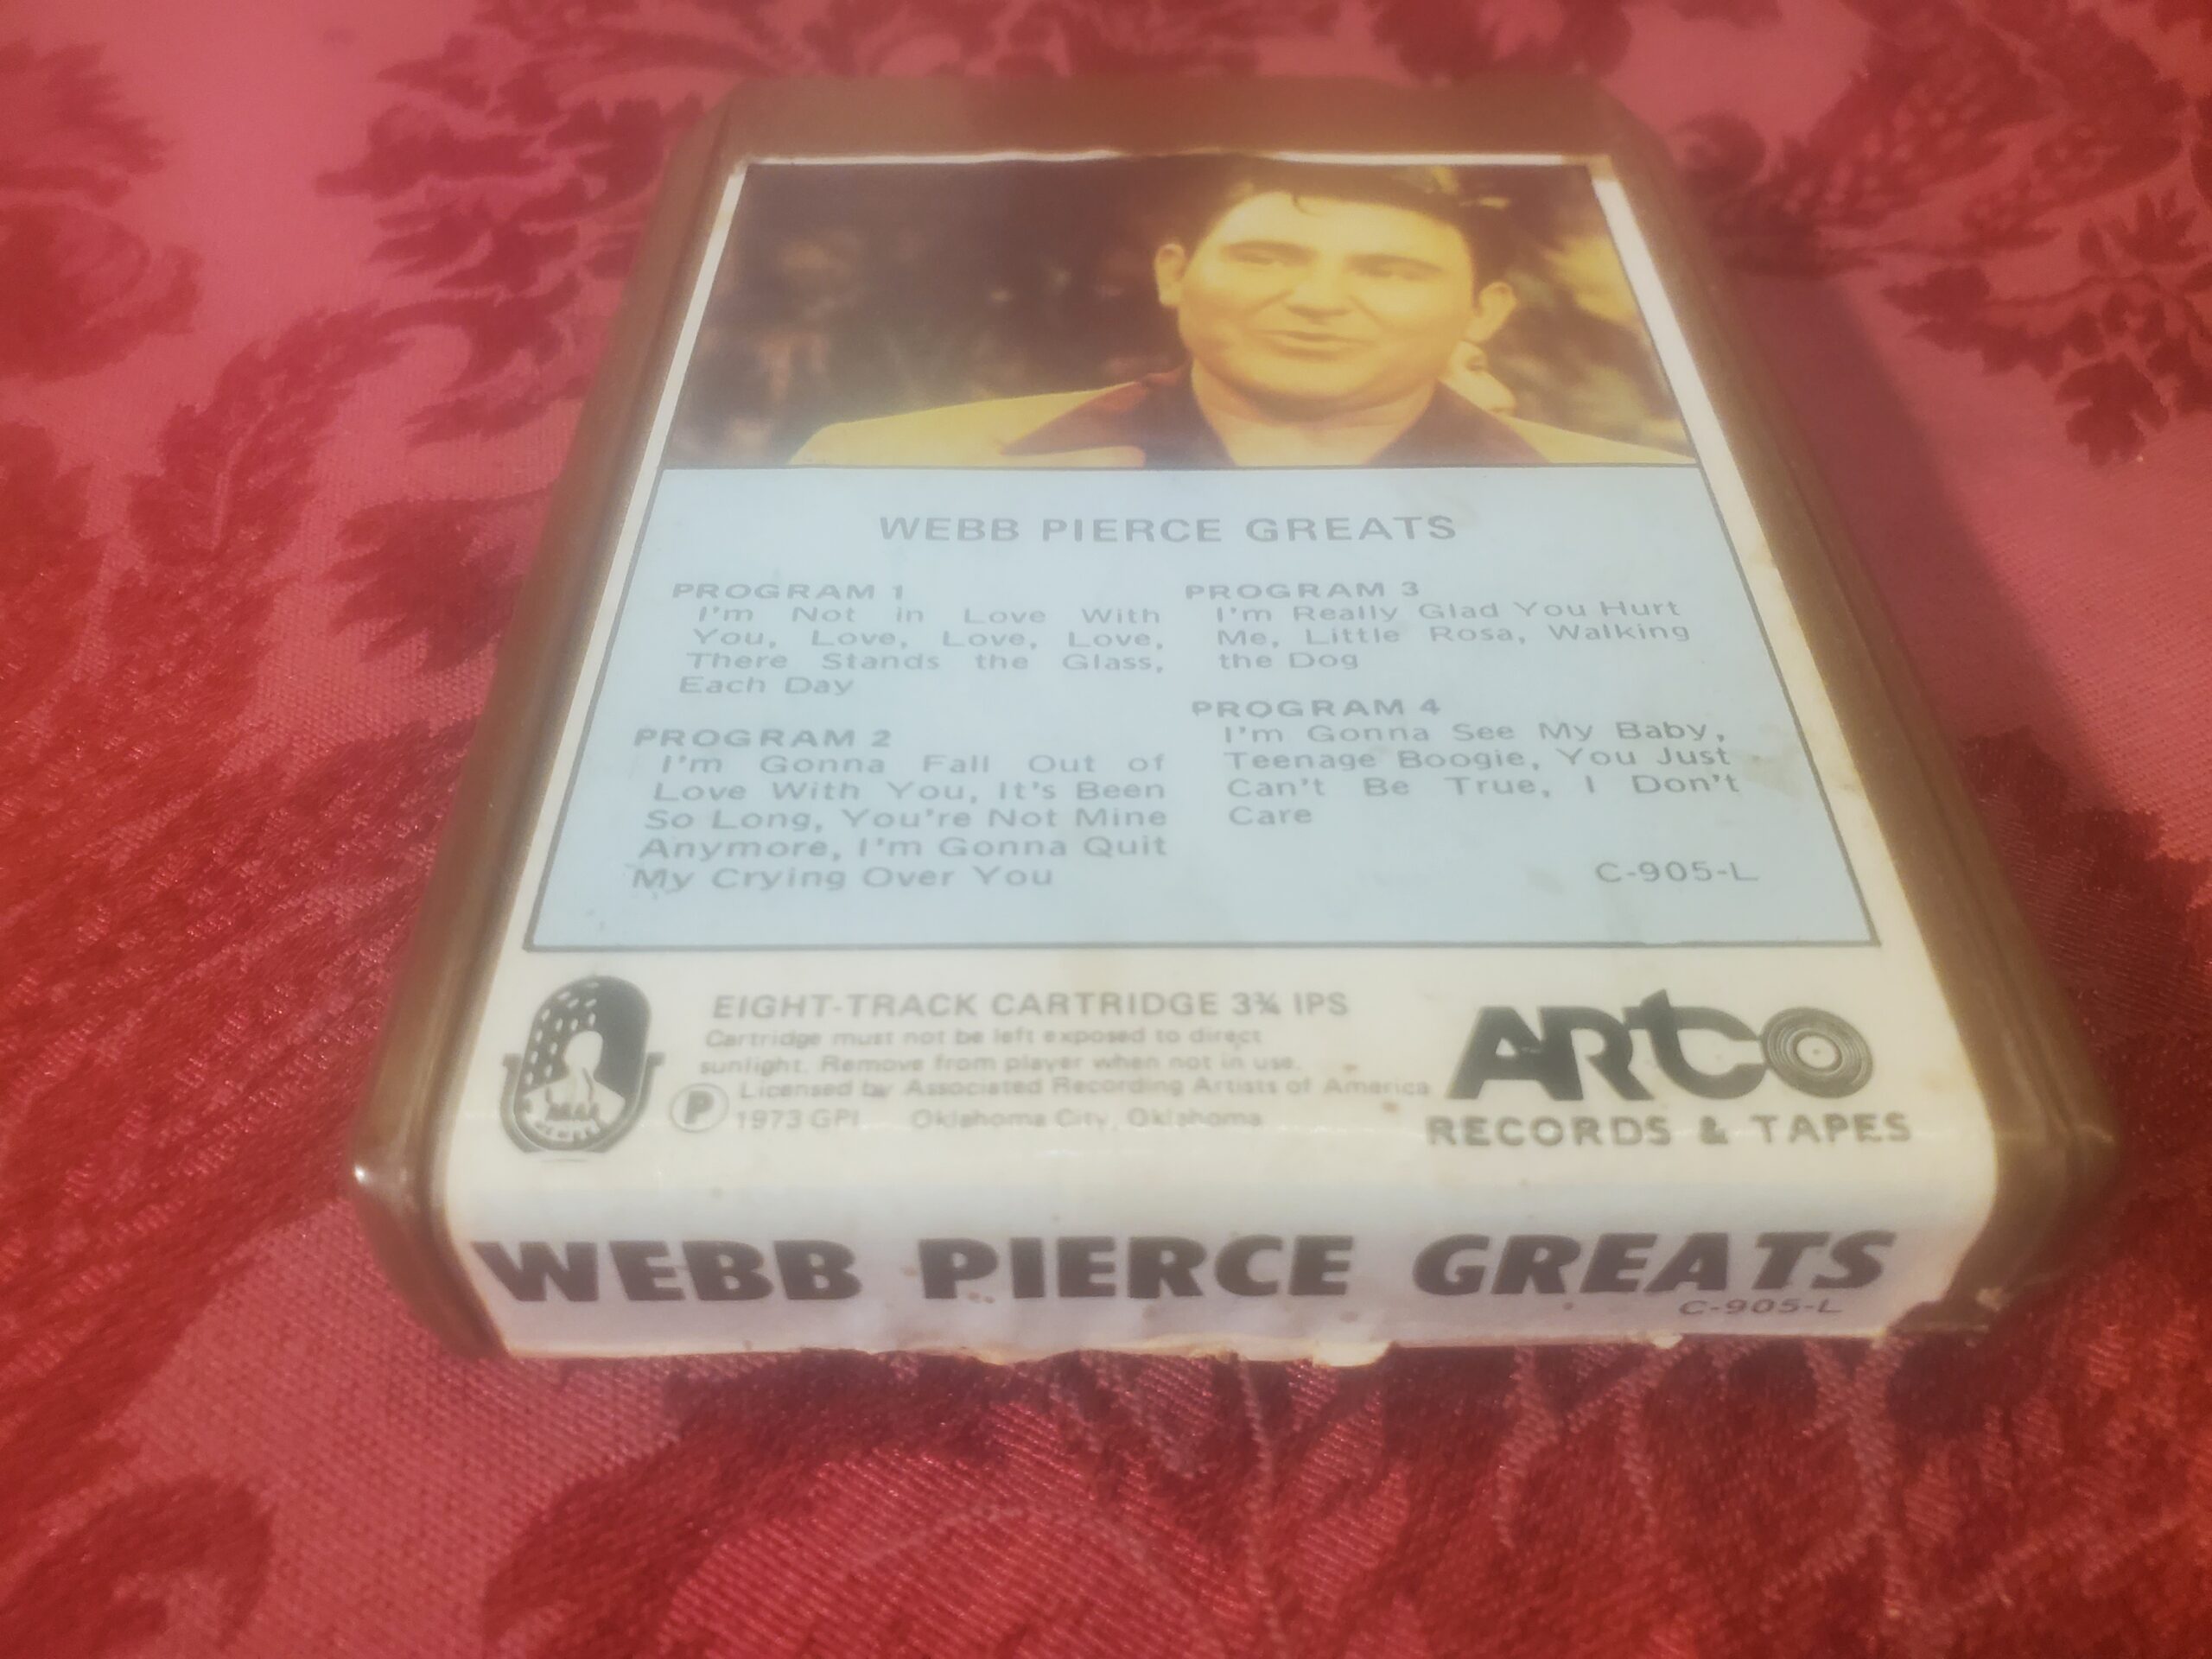 WEBB PIERCE GREATS
PROGRAM 1
I'm Not in Love With
You, Love, Love, Love,
There Stands the Glass,
Each Day
PROGRAM 2
I'm Gonna Fall Out of
Love With You, It's Been
So Long, You're Not Mine
Anymore, I'm Gonna Quit
My Crying Over You
PROGRAM 3
I'm Really Glad You Hurt
Me, Little Rosa, Walking
the Dog
PROGRAM 4
I'm Gonna See My Baby,
Teenage Boogie, You Just
Can't Be True, I Don't
Care
C-905-L
EIGHT-TRACK CARTRIDGE 3¾ IPS
Cartridge must not be left exposed to direct
sunlight. Remove from player when not in use.
Licensed by Associated Recording Artists of America
Ⓟ 1973 GPI Oklahoma City, Oklahoma
ARTCO
RECORDS & TAPES
WEBB PIERCE GREATS
C-905-L